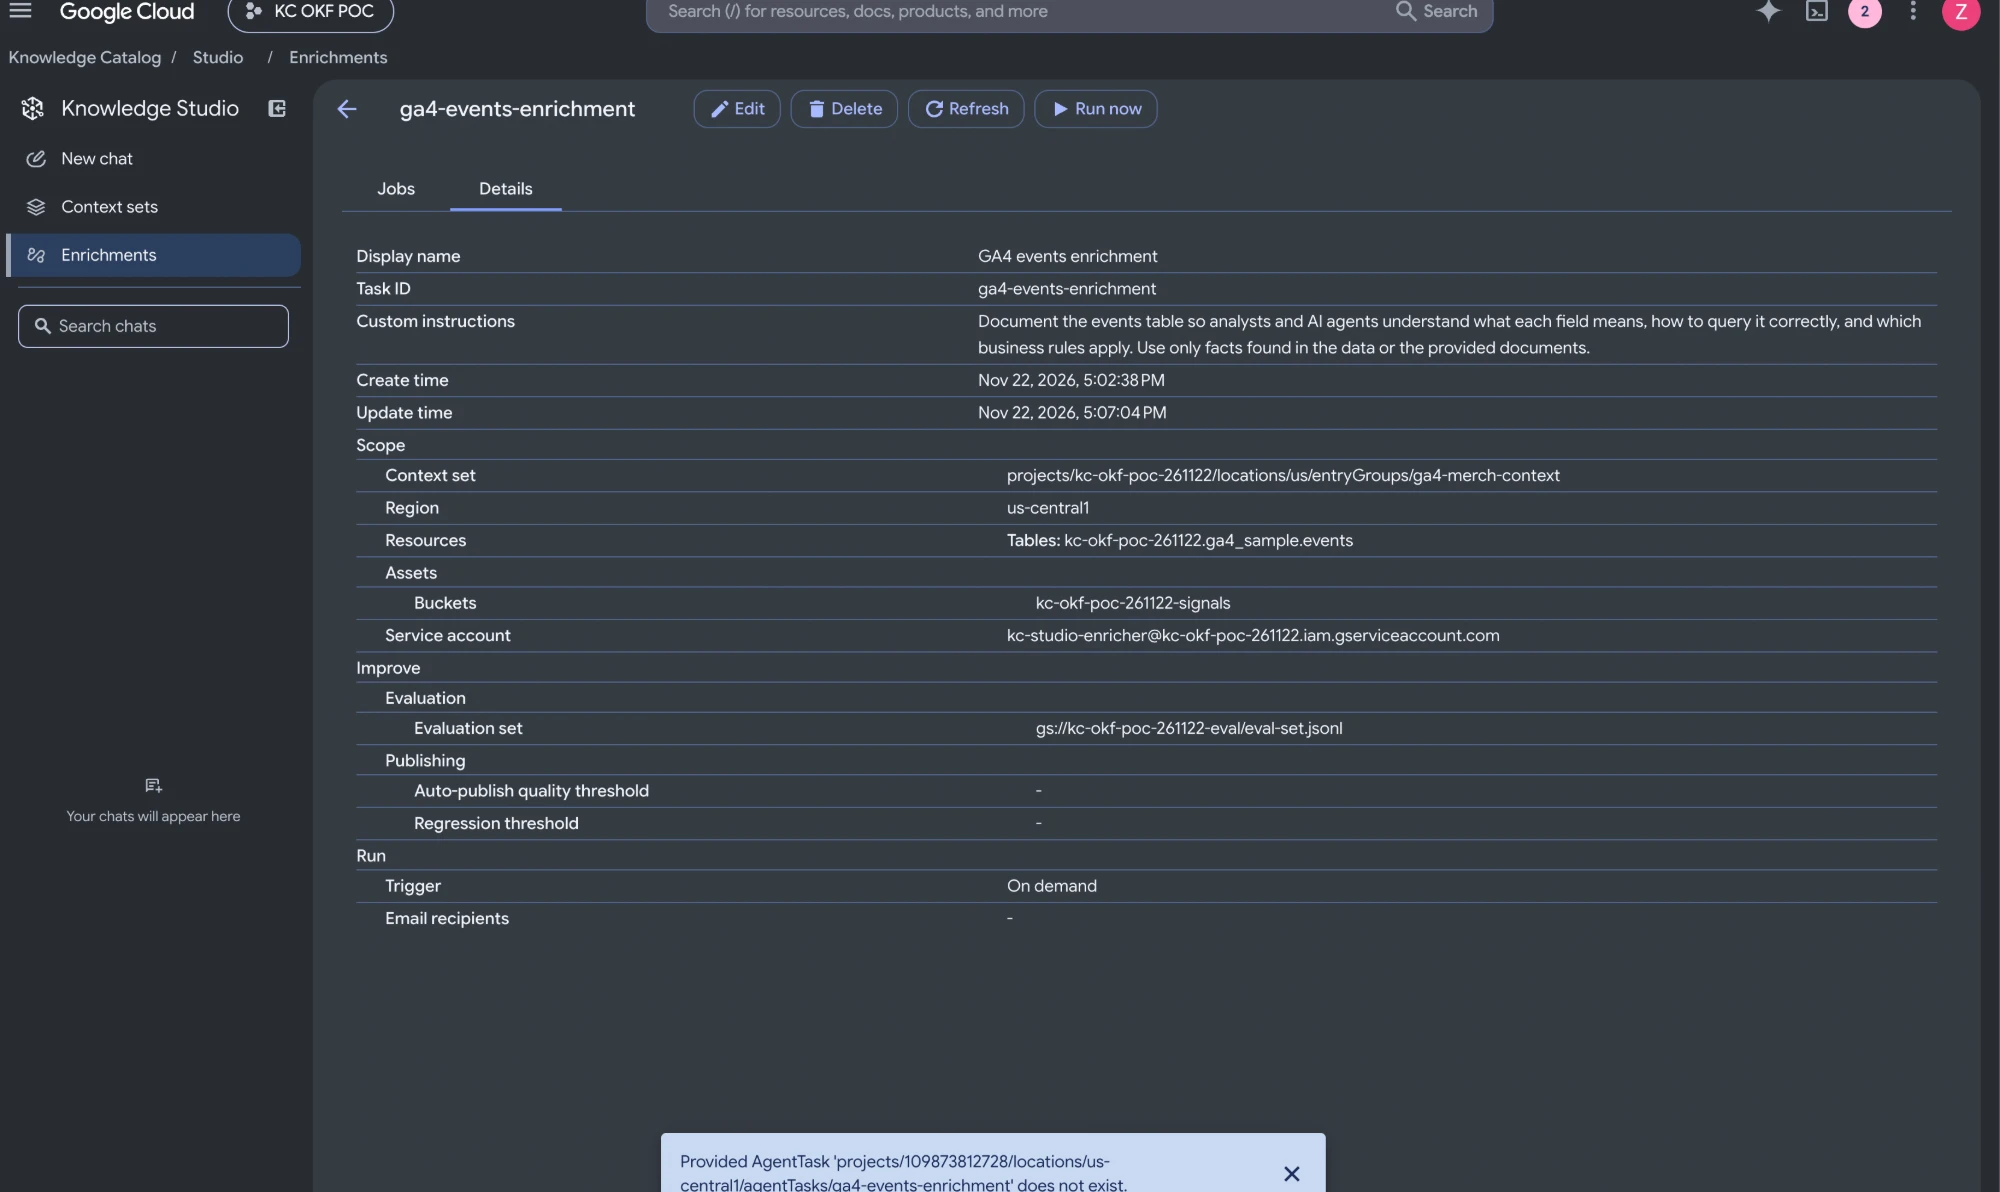 Google Cloud
KC OKF POC
Search (/) for resources, docs, products, and more
Search
2
Z
Knowledge Catalog / Studio / Enrichments
Knowledge Studio
New chat
Context sets
Enrichments
Search chats
Your chats will appear here
ga4-events-enrichment
Edit
Delete
Refresh
Run now
Jobs
Details
Display name GA4 events enrichment
Task ID ga4-events-enrichment
Custom instructions Document the events table so analysts and AI agents understand what each field means, how to query it correctly, and which
business rules apply. Use only facts found in the data or the provided documents.
Create time Nov 22, 2026, 5:02:38 PM
Update time Nov 22, 2026, 5:07:04 PM
Scope
Context set projects/kc-okf-poc-261122/locations/us/entryGroups/ga4-merch-context
Region us-central1
Resources Tables: kc-okf-poc-261122.ga4_sample.events
Assets
Buckets kc-okf-poc-261122-signals
Service account kc-studio-enricher@kc-okf-poc-261122.iam.gserviceaccount.com
Improve
Evaluation
Evaluation set gs://kc-okf-poc-261122-eval/eval-set.jsonl
Publishing
Auto-publish quality threshold -
Regression threshold -
Run
Trigger On demand
Email recipients -
Provided AgentTask 'projects/109873812728/locations/us-
central1/agentTasks/ga4-events-enrichment' does not exist.